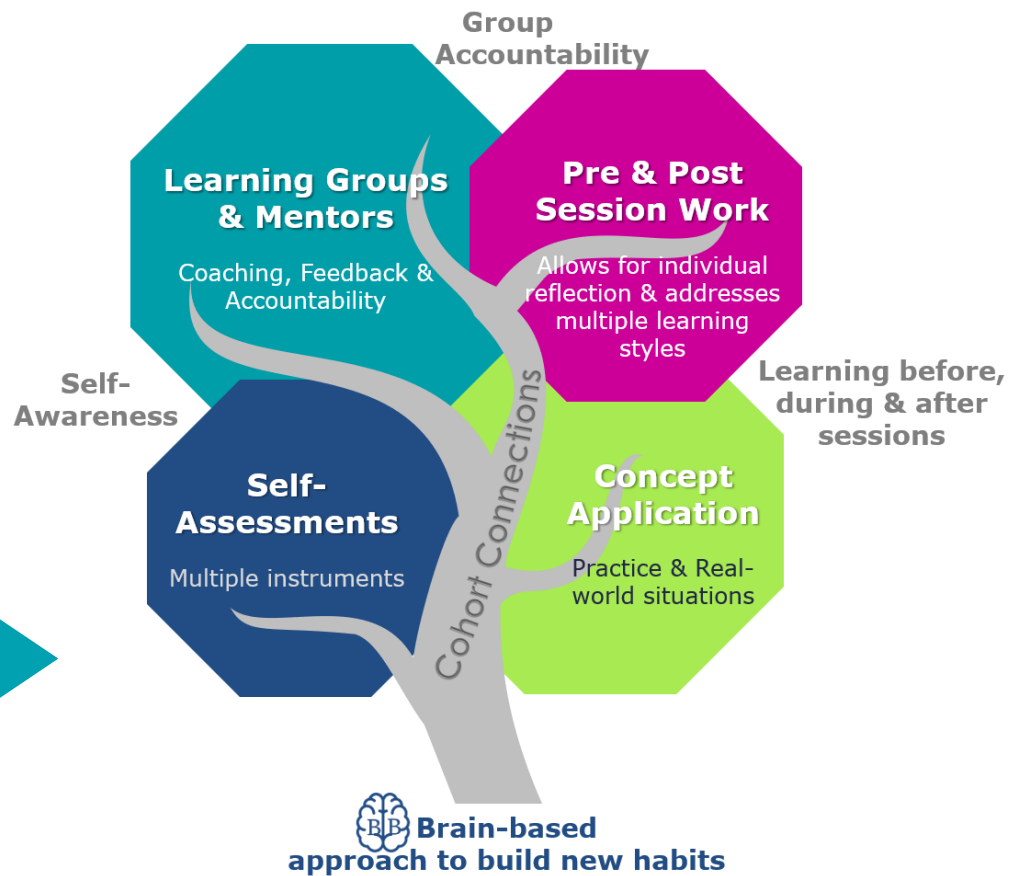 Group
Accountability
Learning Groups
& Mentors
Coaching, Feedback &
Accountability
Pre & Post
Session Work
Allows for individual
reflection & addresses
multiple learning
styles
Self-
Awareness
Learning before,
during & after
sessions
Self-
Assessments
Multiple instruments
Cohort Connections
Concept
Application
Practice & Real-
world situations
BB
Brain-based
approach to build new habits